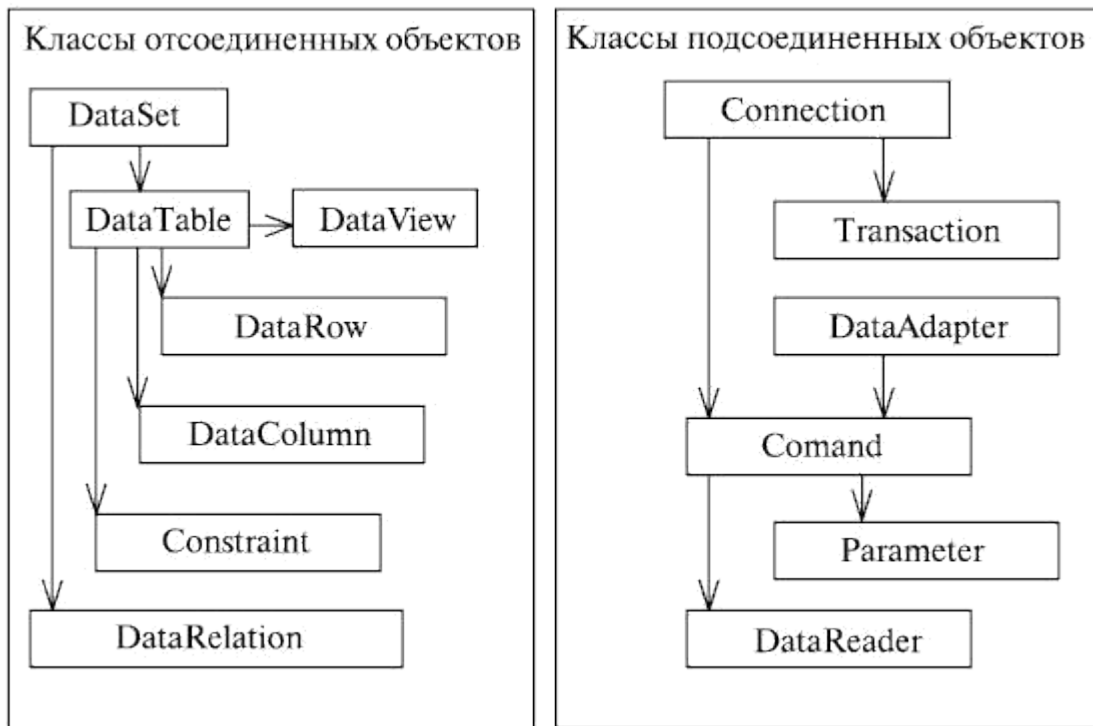 Классы отсоединенных объектов
DataSet
DataTable
DataView
DataRow
DataColumn
Constraint
DataRelation
Классы подсоединенных объектов
Connection
Transaction
DataAdapter
Comand
Parameter
DataReader